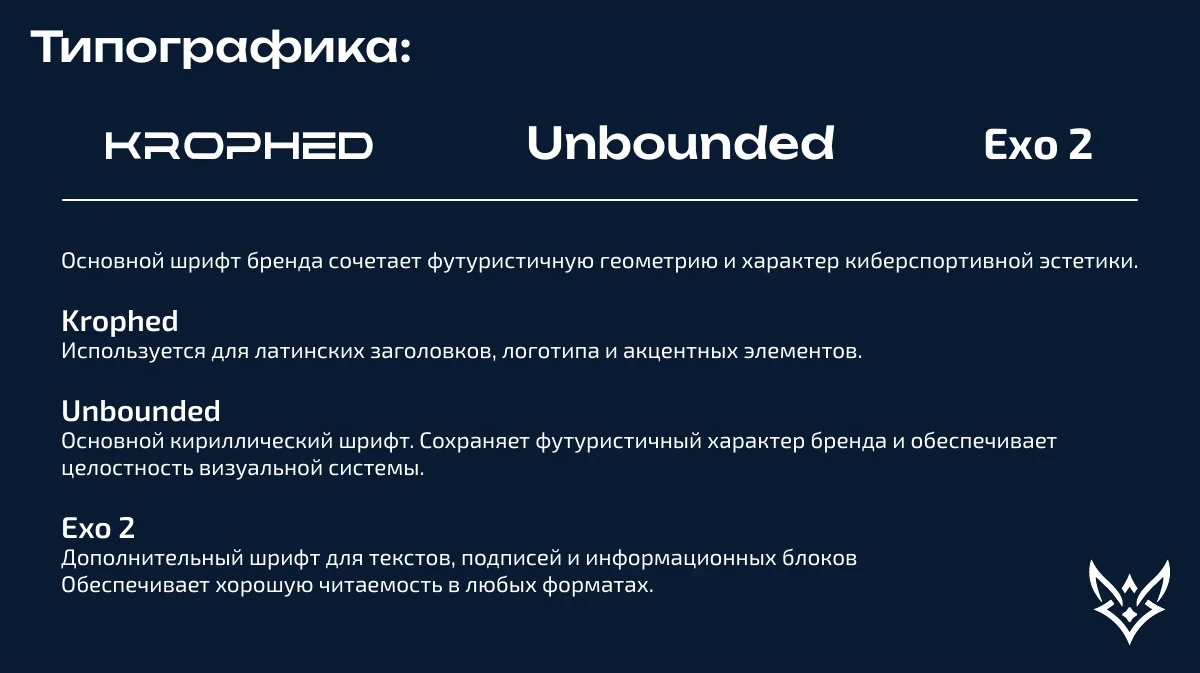 Типографика:
KROPHED Unbounded Exo 2
Основной шрифт бренда сочетает футуристичную геометрию и характер киберспортивной эстетики.
Krophed
Используется для латинских заголовков, логотипа и акцентных элементов.
Unbounded
Основной кириллический шрифт. Сохраняет футуристичный характер бренда и обеспечивает
целостность визуальной системы.
Exo 2
Дополнительный шрифт для текстов, подписей и информационных блоков
Обеспечивает хорошую читаемость в любых форматах.